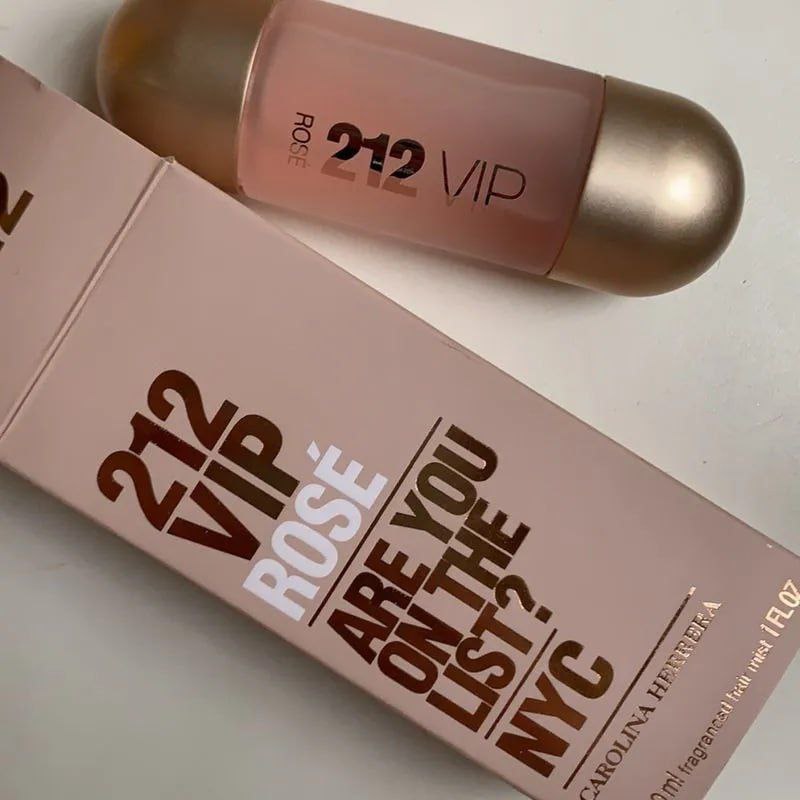 ROSÉ 212 VIP
212
VIP
ROSÉ
ARE YOU
ON THE
LIST?
NYC
CAROLINA HERRERA
ml fragranced hair mist 1 FL OZ